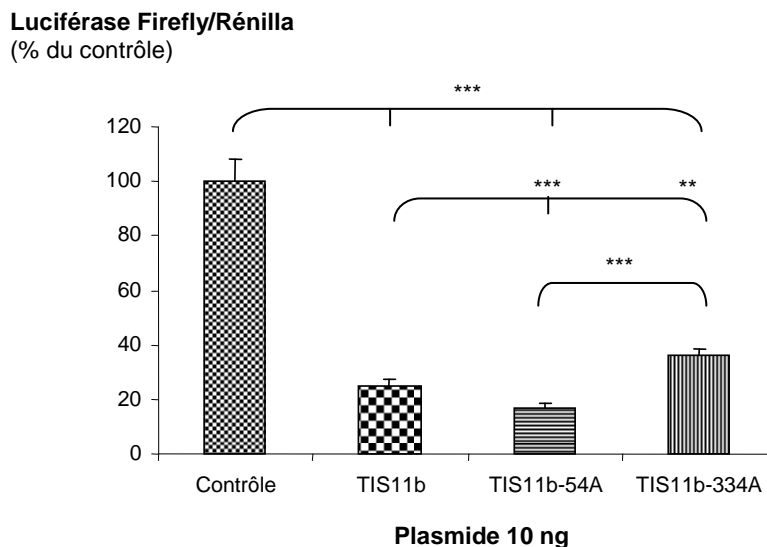 Luciférase Firefly/Rénilla
(% du contrôle)
***
120
100
*** **
80
60
***
40
20
0
Contrôle TIS11b TIS11b-54A TIS11b-334A
Plasmide 10 ng